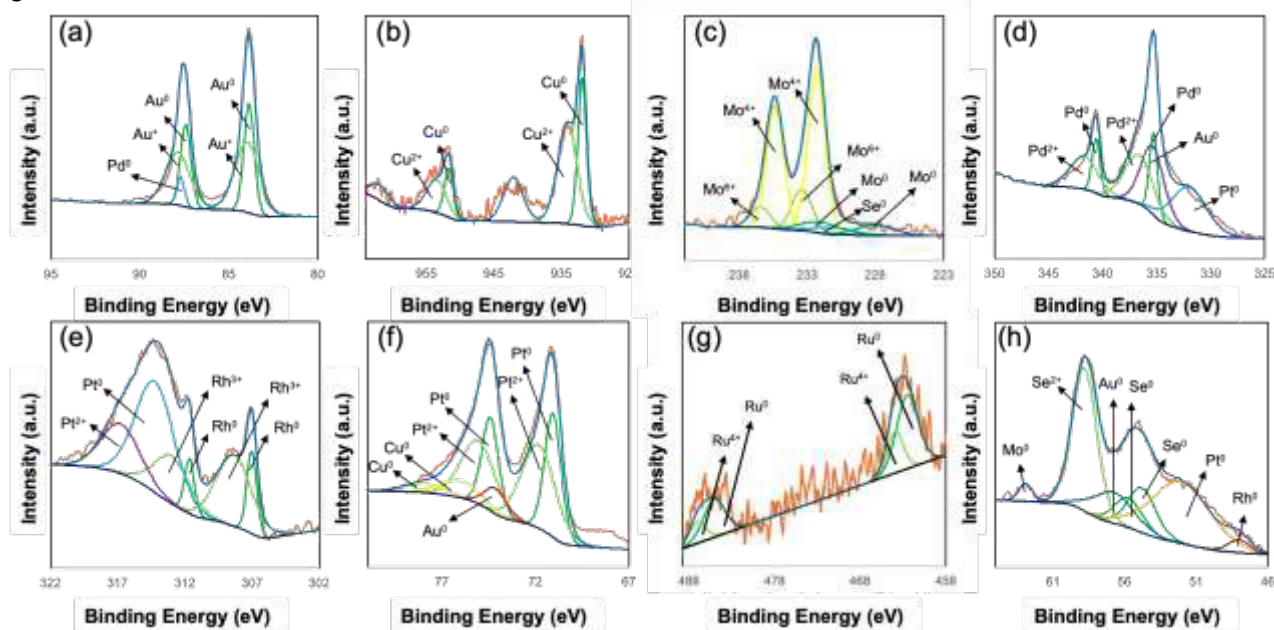 (a)
Intensity (a.u.)
Au⁰
Au⁰
Au⁺
Au⁺
Pd⁰
95 90 85 80
Binding Energy (eV)
(b)
Intensity (a.u.)
Cu⁰
Cu²⁺
Cu⁰
Cu²⁺
965 945 935 92
Binding Energy (eV)
(c)
Intensity (a.u.)
Mo⁴⁺
Mo⁴⁺
Mo⁶⁺
Mo⁶⁺
Mo⁰
Mo⁰
Se⁰
238 232 228 223
Binding Energy (eV)
(d)
Intensity (a.u.)
Pd⁰
Pd⁰
Pd²⁺
Pd²⁺
Au⁰
Pt⁰
350 345 340 335 330 325
Binding Energy (eV)
(e)
Intensity (a.u.)
Pt⁰
Pt²⁺
Rh³⁺
Rh³⁺
Rh⁰
Rh⁰
322 317 312 307 302
Binding Energy (eV)
(f)
Intensity (a.u.)
Pt⁰
Pt²⁺
Pt⁰
Pt²⁺
Cu⁰
Cu⁰
Au⁰
77 72 67
Binding Energy (eV)
(g)
Intensity (a.u.)
Ru⁰
Ru⁴⁺
Ru⁰
Ru⁴⁺
488 478 468 458
Binding Energy (eV)
(h)
Intensity (a.u.)
Se²⁺
Au⁰
Se⁰
Se⁰
Pt⁰
Mo⁰
Rh⁰
61 56 51 46
Binding Energy (eV)